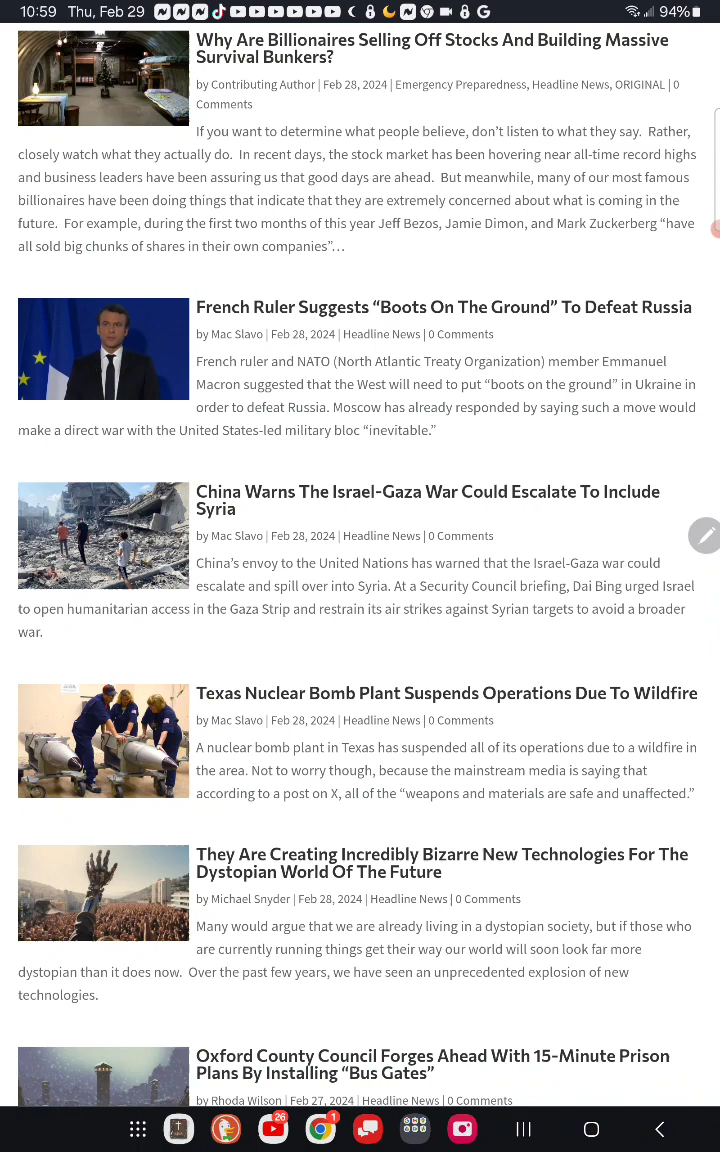 10:59 Thu, Feb 29
94%
Why Are Billionaires Selling Off Stocks And Building Massive
Survival Bunkers?
by Contributing Author | Feb 28, 2024 | Emergency Preparedness, Headline News, ORIGINAL | 0
Comments
If you want to determine what people believe, don’t listen to what they say. Rather,
closely watch what they actually do. In recent days, the stock market has been hovering near all-time record highs
and business leaders have been assuring us that good days are ahead. But meanwhile, many of our most famous
billionaires have been doing things that indicate that they are extremely concerned about what is coming in the
future. For example, during the first two months of this year Jeff Bezos, Jamie Dimon, and Mark Zuckerberg “have
all sold big chunks of shares in their own companies”…
French Ruler Suggests “Boots On The Ground” To Defeat Russia
by Mac Slavo | Feb 28, 2024 | Headline News | 0 Comments
French ruler and NATO (North Atlantic Treaty Organization) member Emmanuel
Macron suggested that the West will need to put “boots on the ground” in Ukraine in
order to defeat Russia. Moscow has already responded by saying such a move would
make a direct war with the United States-led military bloc “inevitable.”
China Warns The Israel-Gaza War Could Escalate To Include
Syria
by Mac Slavo | Feb 28, 2024 | Headline News | 0 Comments
China’s envoy to the United Nations has warned that the Israel-Gaza war could
escalate and spill over into Syria. At a Security Council briefing, Dai Bing urged Israel
to open humanitarian access in the Gaza Strip and restrain its air strikes against Syrian targets to avoid a broader
war.
Texas Nuclear Bomb Plant Suspends Operations Due To Wildfire
by Mac Slavo | Feb 28, 2024 | Headline News | 0 Comments
A nuclear bomb plant in Texas has suspended all of its operations due to a wildfire in
the area. Not to worry though, because the mainstream media is saying that
according to a post on X, all of the “weapons and materials are safe and unaffected.”
They Are Creating Incredibly Bizarre New Technologies For The
Dystopian World Of The Future
by Michael Snyder | Feb 28, 2024 | Headline News | 0 Comments
Many would argue that we are already living in a dystopian society, but if those who
are currently running things get their way our world will soon look far more
dystopian than it does now. Over the past few years, we have seen an unprecedented explosion of new
technologies.
Oxford County Council Forges Ahead With 15-Minute Prison
Plans By Installing “Bus Gates”
by Rhoda Wilson | Feb 27, 2024 | Headline News | 0 Comments
26
1